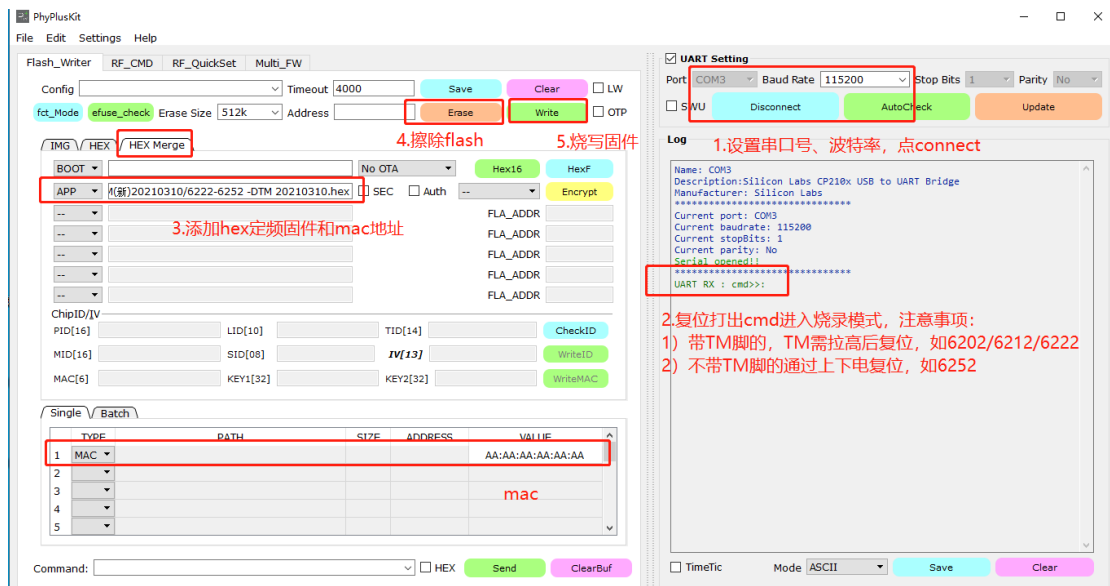 PhyPlusKit
File Edit Settings Help
Flash_Writer RF_CMD RF_QuickSet Multi_FW
Config Timeout 4000 Save Clear LW
fct_Mode efuse_check Erase Size 512k Address Erase Write OTP
4.擦除flash 5.烧写固件
IMG HEX HEX Merge
BOOT No OTA Hex16 HexF
APP M(新)20210310/6222-6252 -DTM 20210310.hex SEC Auth -- Encrypt
-- FLA_ADDR
3.添加hex定频固件和mac地址
-- FLA_ADDR
-- FLA_ADDR
-- FLA_ADDR
-- FLA_ADDR
ChipID/IV
PID[16] LID[10] TID[14] CheckID
MID[16] SID[08] IV[13] WriteID
MAC[6] KEY1[32] KEY2[32] WriteMAC
Single Batch
TYPE PATH SIZE ADDRESS VALUE
1 MAC AA:AA:AA:AA:AA:AA
2
3
mac
4
5
Command: HEX Send ClearBuf
UART Setting
Port COM3 Baud Rate 115200 Stop Bits 1 Parity No
SWU Disconnect AutoCheck Update
Log
1.设置串口号、波特率，点connect
Name: COM3
Description:Silicon Labs CP210x USB to UART Bridge
Manufacturer: Silicon Labs
******************************
Current port: COM3
Current baudrate: 115200
Current stopBits: 1
Current parity: No
Serial opened!!
******************************
UART RX : cmd>>:
2.复位打出cmd进入烧录模式，注意事项：
1）带TM脚的，TM需拉高后复位，如6202/6212/6222
2）不带TM脚的通过上下电复位，如6252
TimeTic Mode ASCII Save Clear